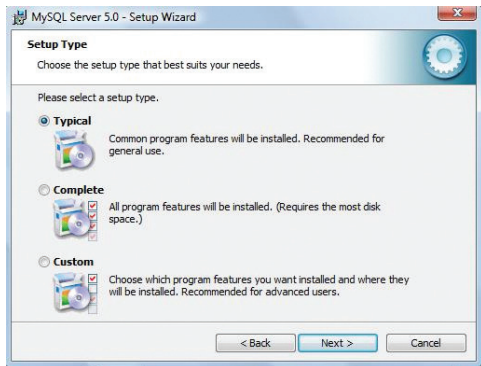 MySQL Server 5.0 - Setup Wizard
Setup Type
Choose the setup type that best suits your needs.
Please select a setup type.
Typical
Common program features will be installed. Recommended for
general use.
Complete
All program features will be installed. (Requires the most disk
space.)
Custom
Choose which program features you want installed and where they
will be installed. Recommended for advanced users.
< Back
Next >
Cancel